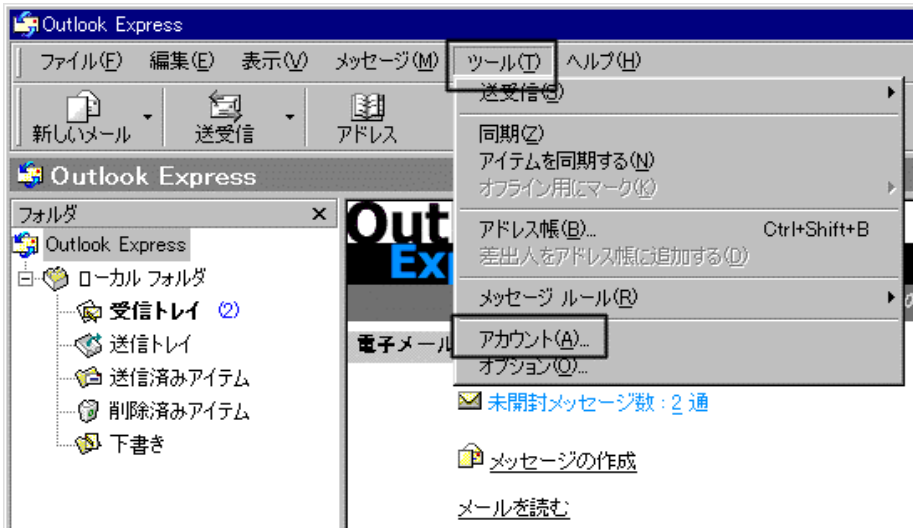 Outlook Express
ファイル(F) 編集(E) 表示(V) メッセージ(M) ツール(T) ヘルプ(H)
新しいメール 送受信 アドレス
送受信(S)
同期(Z)
アイテムを同期する(N)
オフライン用にマーク(K)
アドレス帳(B)... Ctrl+Shift+B
差出人をアドレス帳に追加する(D)
メッセージ ルール(R)
アカウント(A)...
オプション(O)...
Outlook Express
フォルダ ×
Outlook Express
ローカル フォルダ
受信トレイ (2)
送信トレイ
送信済みアイテム
削除済みアイテム
下書き
Out
Exp
の
電子メール
未開封メッセージ数 : 2 通
メッセージの作成
メールを読む